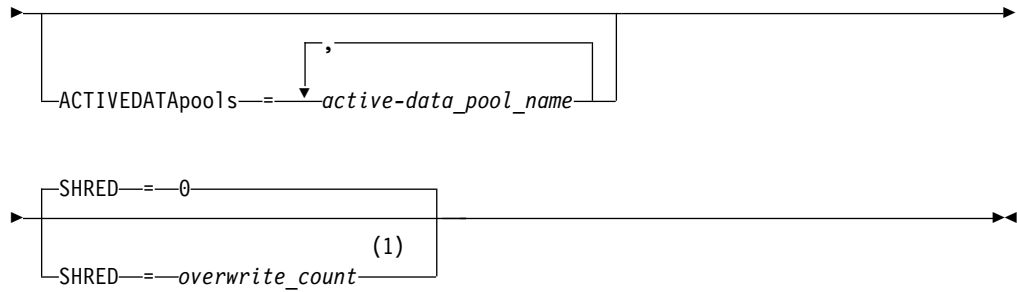 ,
ACTIVEDATApools = active-data_pool_name
SHRED = 0
(1)
SHRED = overwrite_count